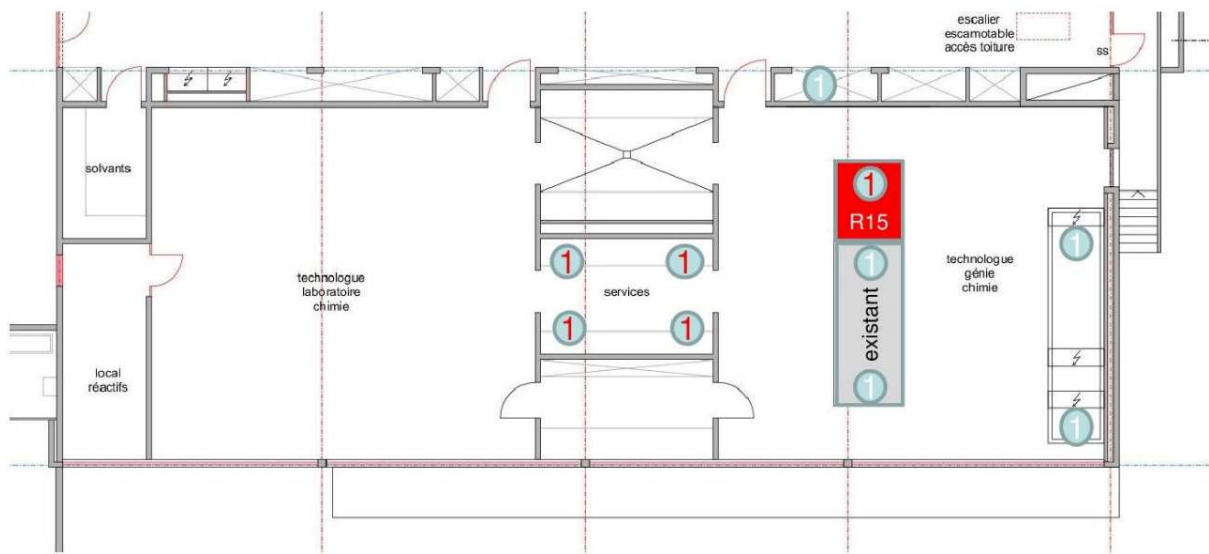 escalier
escamotable
accès toiture
ss
1
solvants
1
R15
technologue
laboratoire
chimie
1
1
services
1
1
1
existant
1
technologue
génie
chimie
1
1
local
réactifs